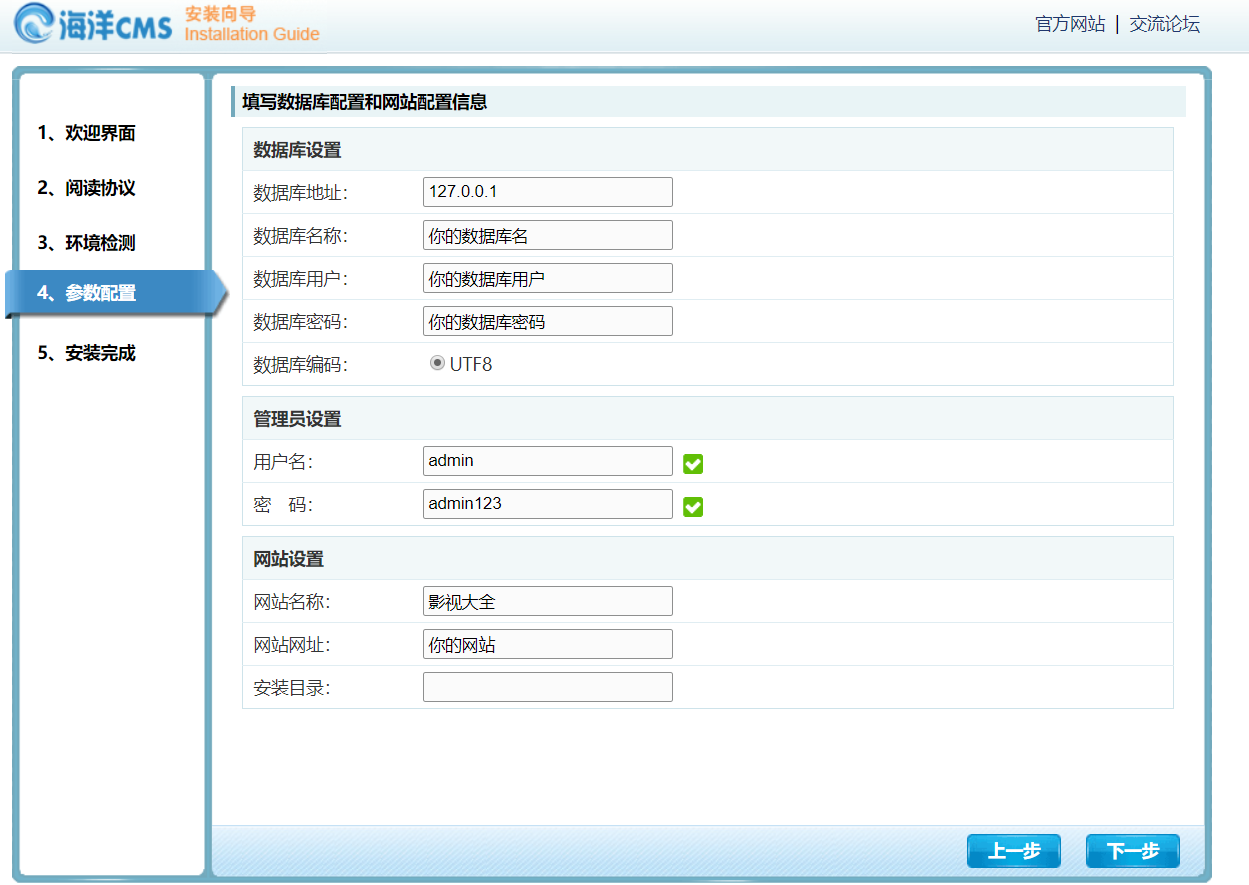 海洋CMS 安装向导
Installation Guide
官方网站 | 交流论坛
1、欢迎界面
2、阅读协议
3、环境检测
4、参数配置
5、安装完成
填写数据库配置和网站配置信息
数据库设置
数据库地址： 127.0.0.1
数据库名称： 你的数据库名
数据库用户： 你的数据库用户
数据库密码： 你的数据库密码
数据库编码： UTF8
管理员设置
用户名： admin
密 码： admin123
网站设置
网站名称： 影视大全
网站网址： 你的网站
安装目录：
上一步 下一步